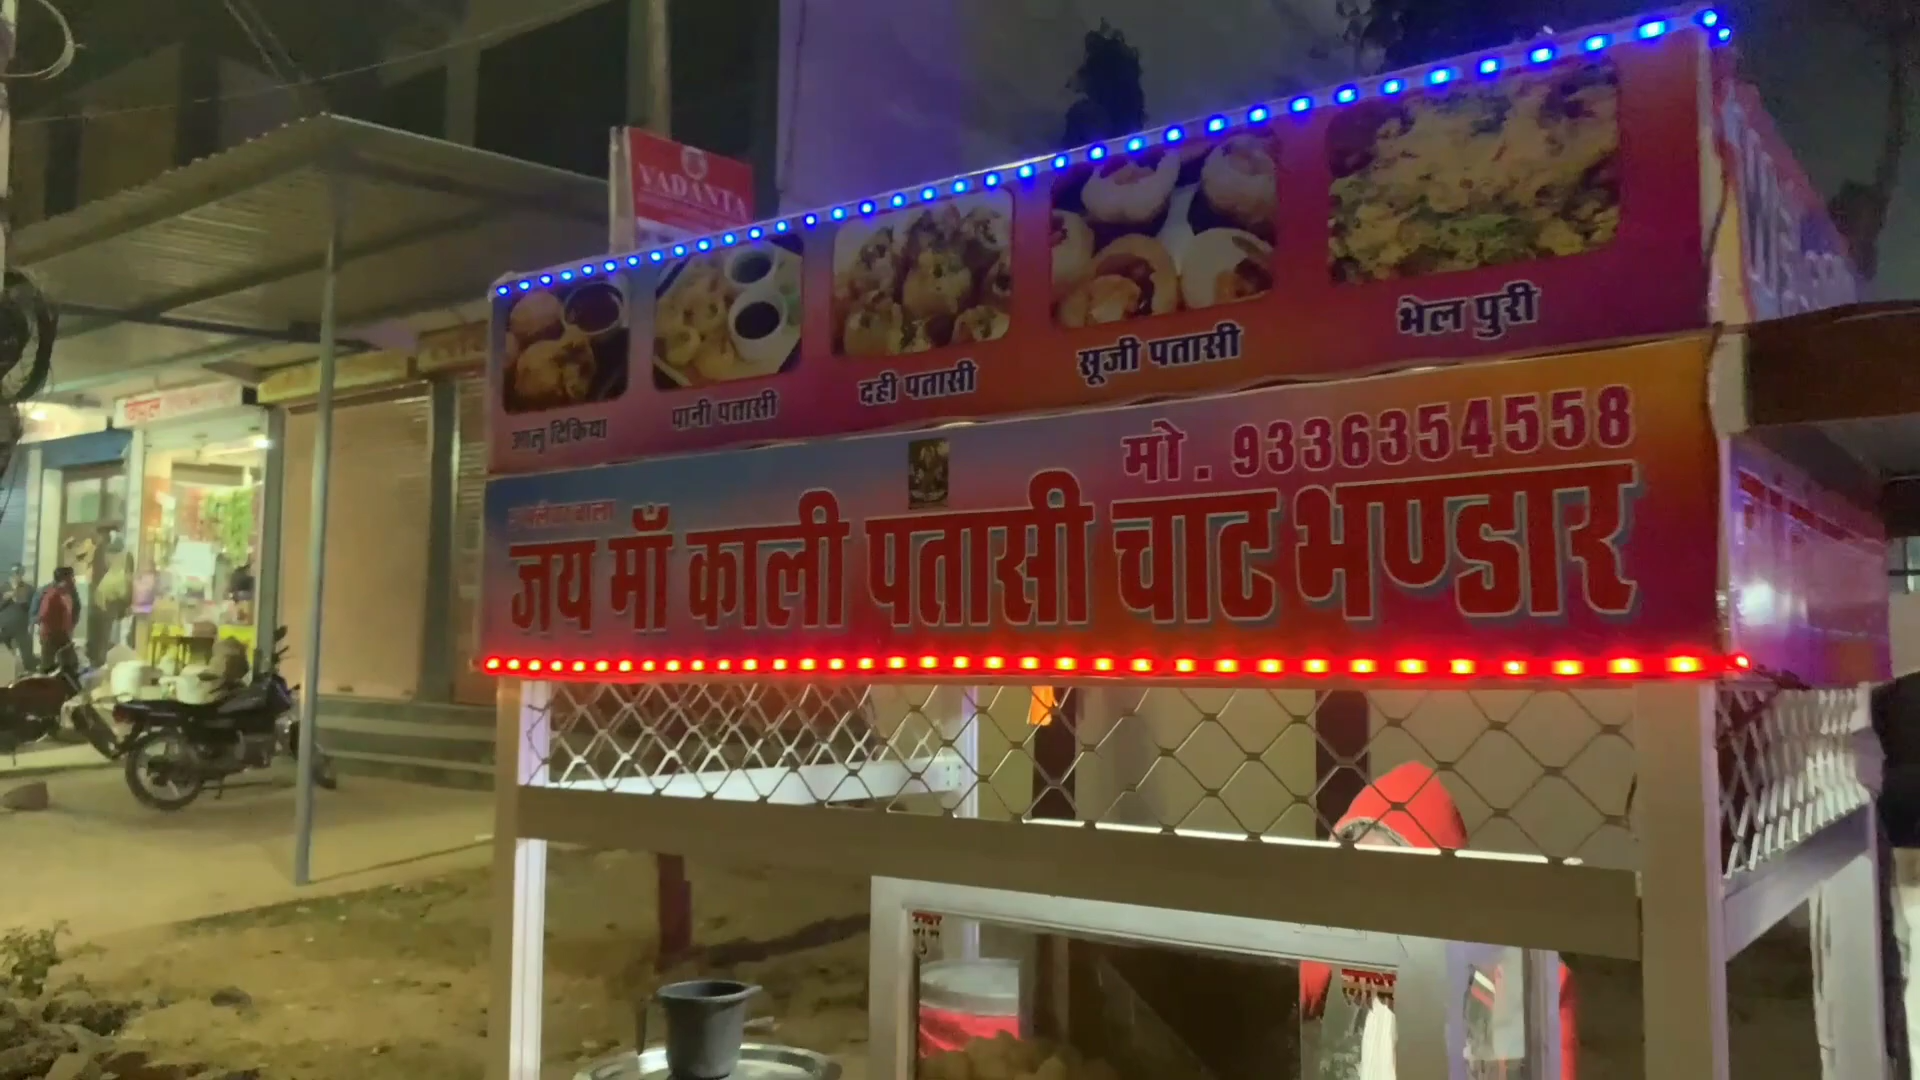 VADANTA
आलू टिकिया
पानी पतासी
दही पतासी
सूजी पतासी
भेल पुरी
मो. 9336354558
जय माँ काली पतासी चाट भण्डार